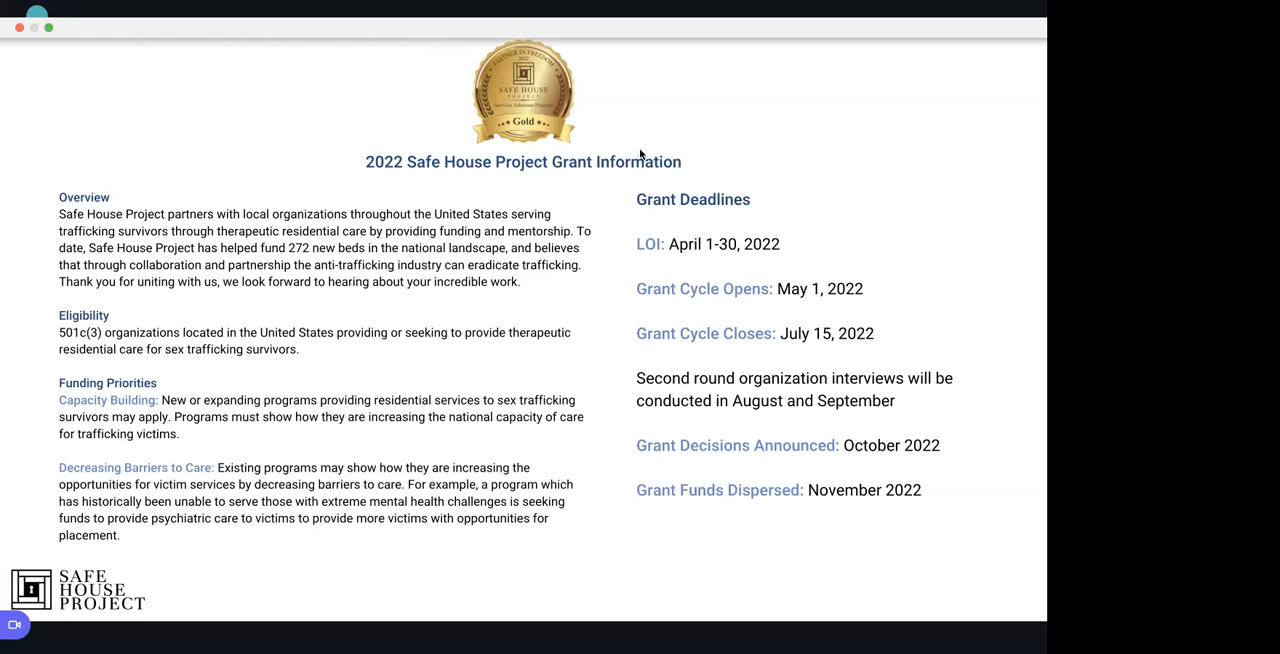 PARTNER IN FREEDOM
2022
SAFE HOUSE
PROJECT
Survivor Advocate Program
Gold
2022 Safe House Project Grant Information
Overview
Safe House Project partners with local organizations throughout the United States serving
trafficking survivors through therapeutic residential care by providing funding and mentorship. To
date, Safe House Project has helped fund 272 new beds in the national landscape, and believes
that through collaboration and partnership the anti-trafficking industry can eradicate trafficking.
Thank you for uniting with us, we look forward to hearing about your incredible work.
Eligibility
501c(3) organizations located in the United States providing or seeking to provide therapeutic
residential care for sex trafficking survivors.
Funding Priorities
Capacity Building: New or expanding programs providing residential services to sex trafficking
survivors may apply. Programs must show how they are increasing the national capacity of care
for trafficking victims.
Decreasing Barriers to Care: Existing programs may show how they are increasing the
opportunities for victim services by decreasing barriers to care. For example, a program which
has historically been unable to serve those with extreme mental health challenges is seeking
funds to provide psychiatric care to victims to provide more victims with opportunities for
placement.
Grant Deadlines
LOI: April 1-30, 2022
Grant Cycle Opens: May 1, 2022
Grant Cycle Closes: July 15, 2022
Second round organization interviews will be
conducted in August and September
Grant Decisions Announced: October 2022
Grant Funds Dispersed: November 2022
SAFE
HOUSE
PROJECT